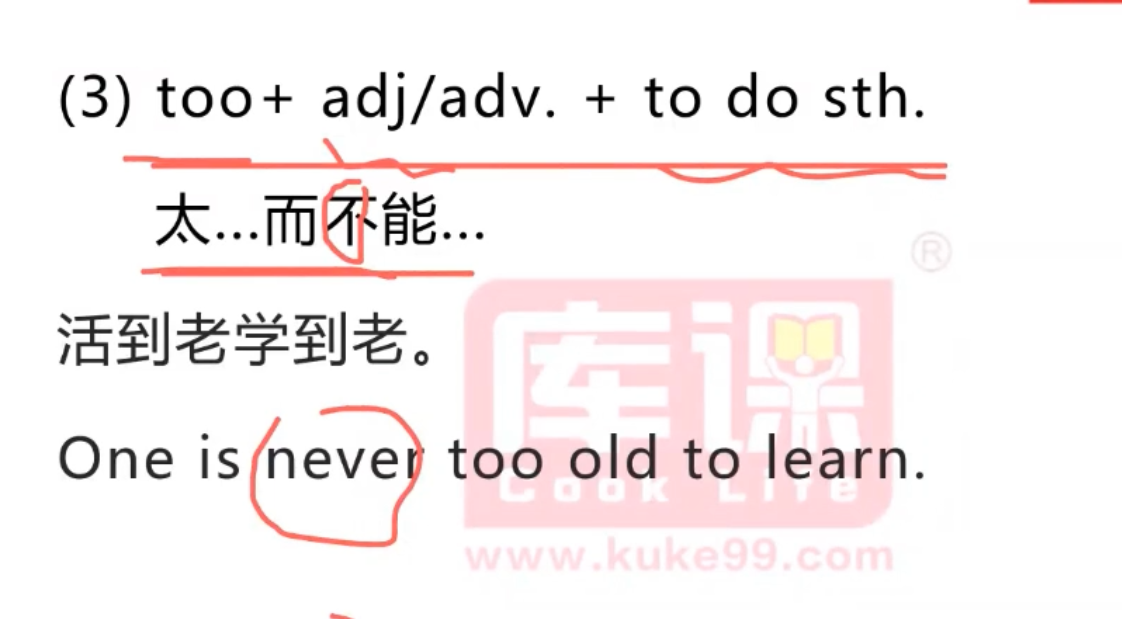 (3) too+ adj/adv. + to do sth.
太...而不能...
®
活到老学到老。
库课
One is never too old to learn.
Cook Life
www.kuke99.com